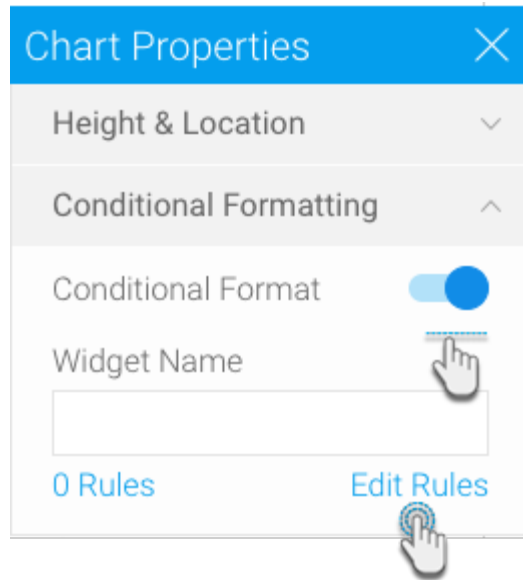 Chart Properties
Height & Location
Conditional Formatting
Conditional Format
Widget Name
0 Rules Edit Rules